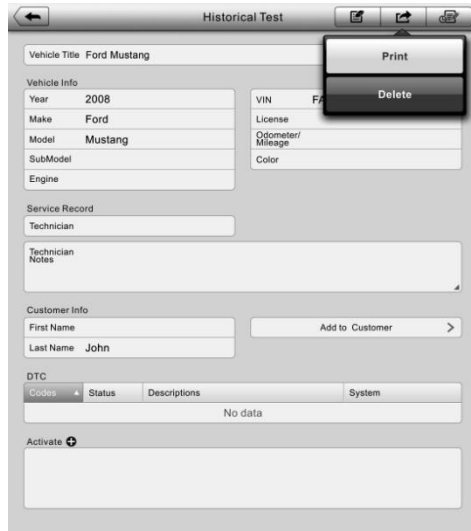 Historical Test
Vehicle Title Ford Mustang
Print
Delete
Vehicle Info
Year 2008
Make Ford
Model Mustang
SubModel
Engine
VIN
License
Odometer/
Mileage
Color
Service Record
Technician
Technician
Notes
Customer Info
First Name
Last Name John
Add to Customer
DTC
Codes Status Descriptions System
No data
Activate